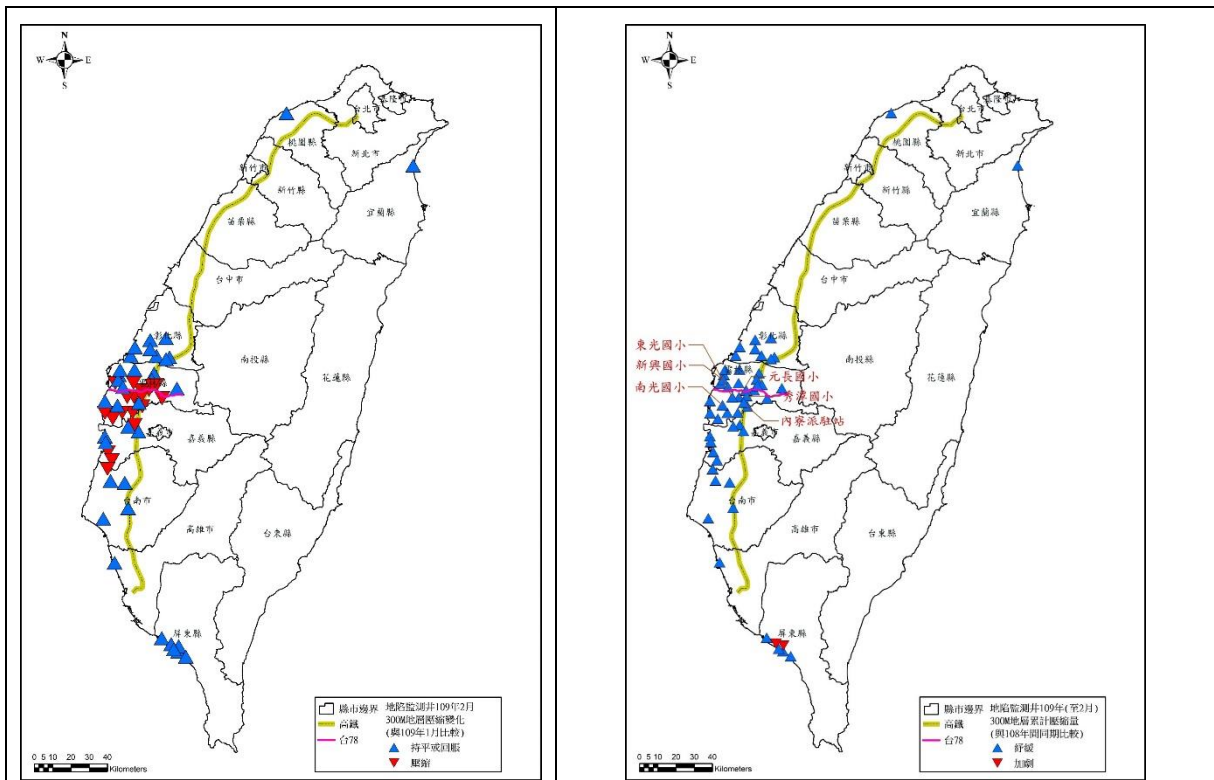 N
W E
S
基隆市
台北市
桃園縣
新北市
新竹市
新竹縣
宜蘭縣
苗栗縣
台中市
彰化縣
南投縣
花蓮縣
嘉義縣
台南市
高雄市
台東縣
屏東縣
縣市邊界
高鐵
台78
地陷監測井109年2月
300M地層壓縮變化
(與109年1月比較)
持平或回脹
壓縮
0 5 10 20 30 40
Kilometers
N
W E
S
基隆市
台北市
桃園縣
新北市
新竹市
新竹縣
宜蘭縣
苗栗縣
台中市
彰化縣
東光國小
新興國小
南光國小
元長國小
秀潭國小
內寮派駐站
南投縣
花蓮縣
嘉義縣
台南市
高雄市
台東縣
屏東縣
縣市邊界
高鐵
台78
地陷監測井109年(至2月)
300M地層累計壓縮量
(與108年間同期比較)
紓緩
加劇
0 5 10 20 30 40
Kilometers